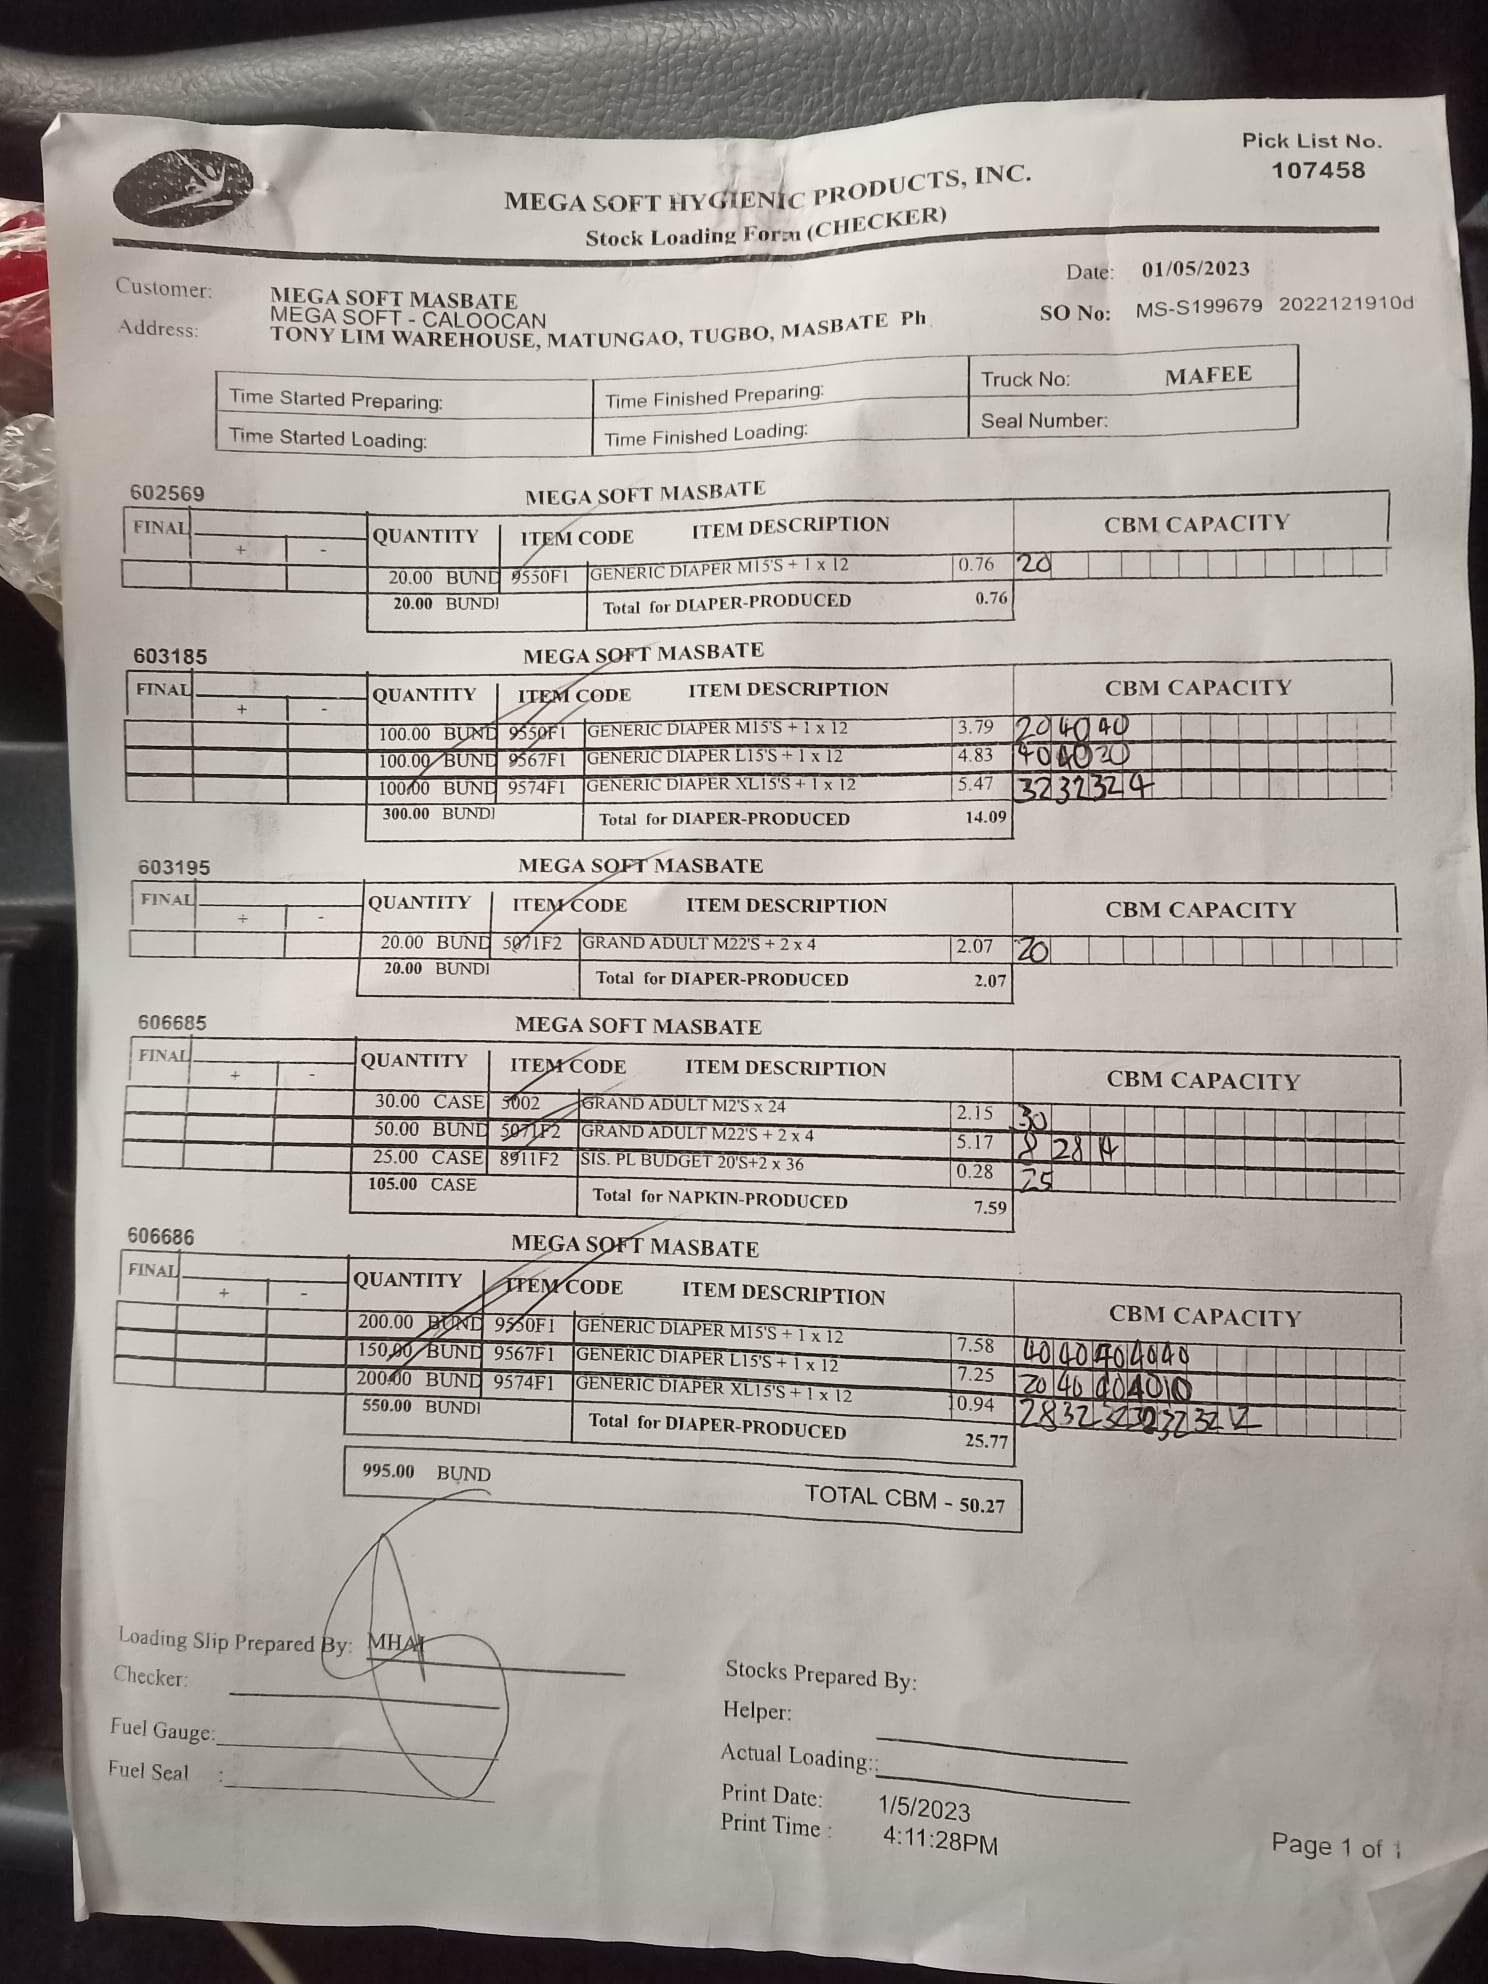 Pick List No.
107458
MEGA SOFT HYGIENIC PRODUCTS, INC.
Stock Loading Form (CHECKER)
Date: 01/05/2023
Customer: MEGA SOFT MASBATE
MEGA SOFT - CALOOCAN
SO No: MS-S199679 2022121910d
Address: TONY LIM WAREHOUSE, MATUNGAO, TUGBO, MASBATE Ph
Time Started Preparing: Time Finished Preparing: Truck No: MAFEE
Time Started Loading: Time Finished Loading: Seal Number:
602569 MEGA SOFT MASBATE
FINAL + - QUANTITY ITEM CODE ITEM DESCRIPTION CBM CAPACITY
20.00 BUND 9550F1 GENERIC DIAPER M15'S + 1 x 12 0.76 20
20.00 BUNDI Total for DIAPER-PRODUCED 0.76
603185 MEGA SOFT MASBATE
FINAL + - QUANTITY ITEM CODE ITEM DESCRIPTION CBM CAPACITY
100.00 BUND 9550F1 GENERIC DIAPER M15'S + 1 x 12 3.79 20 40 40
100.00 BUND 9567F1 GENERIC DIAPER L15'S + 1 x 12 4.83 40 40 20
100.00 BUND 9574F1 GENERIC DIAPER XL15'S + 1 x 12 5.47 32 32 32 4
300.00 BUNDI Total for DIAPER-PRODUCED 14.09
603195 MEGA SOFT MASBATE
FINAL + - QUANTITY ITEM CODE ITEM DESCRIPTION CBM CAPACITY
20.00 BUND 5071F2 GRAND ADULT M22'S + 2 x 4 2.07 20
20.00 BUNDI Total for DIAPER-PRODUCED 2.07
606685 MEGA SOFT MASBATE
FINAL + - QUANTITY ITEM CODE ITEM DESCRIPTION CBM CAPACITY
30.00 CASE 5002 GRAND ADULT M2'S x 24 2.15 30
50.00 BUND 5071F2 GRAND ADULT M22'S + 2 x 4 5.17 8 28 14
25.00 CASE 8911F2 SIS. PL BUDGET 20'S+2 x 36 0.28 25
105.00 CASE Total for NAPKIN-PRODUCED 7.59
606686 MEGA SOFT MASBATE
FINAL + - QUANTITY ITEM CODE ITEM DESCRIPTION CBM CAPACITY
200.00 BUND 9550F1 GENERIC DIAPER M15'S + 1 x 12 7.58 40 40 40 40 40
150.00 BUND 9567F1 GENERIC DIAPER L15'S + 1 x 12 7.25 20 40 40 40 10
200.00 BUND 9574F1 GENERIC DIAPER XL15'S + 1 x 12 0.94 28 32 32
550.00 BUNDI Total for DIAPER-PRODUCED 25.77
995.00 BUND TOTAL CBM - 50.27
Loading Slip Prepared By: MHAI
Stocks Prepared By:
Checker:
Helper:
Fuel Gauge:
Actual Loading::
Fuel Seal :
Print Date: 1/5/2023
Print Time : 4:11:28PM
Page 1 of 1